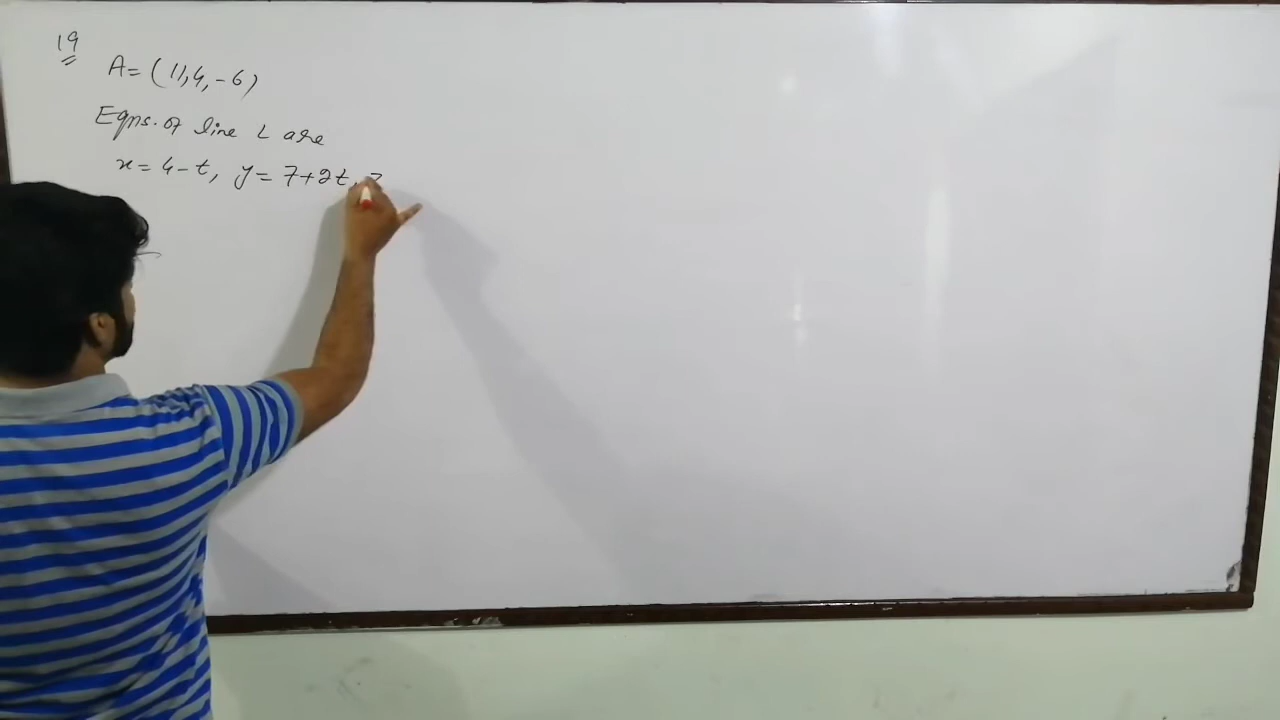 19
A= (11,4,-6)
Eqns. of line L are
x= 4-t, y= 7+2t,